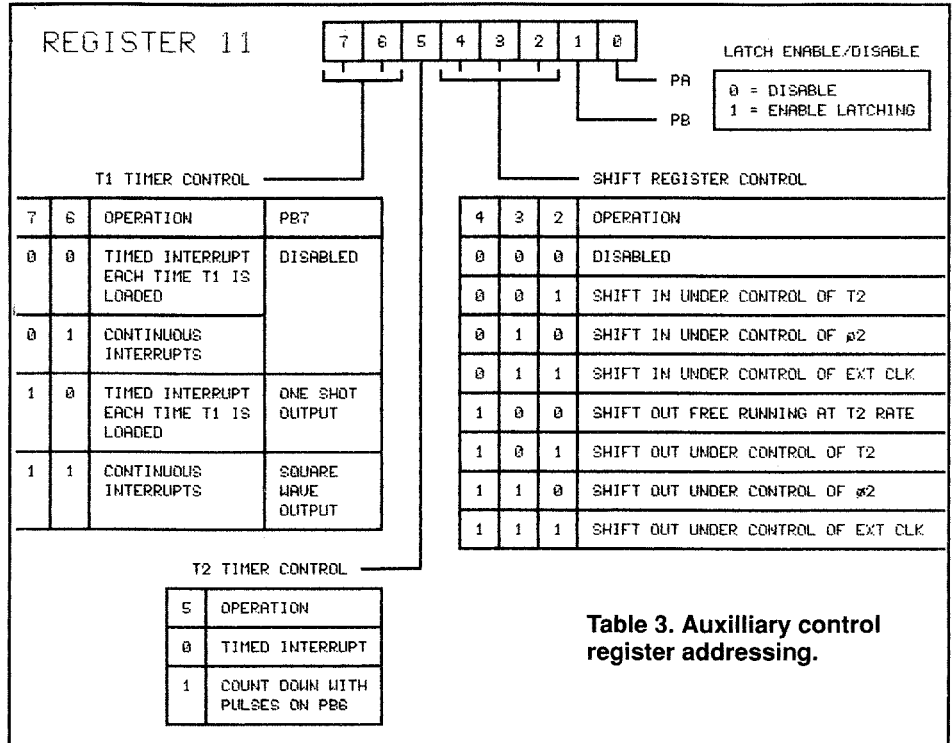 REGISTER 11
7 6 5 4 3 2 1 0
LATCH ENABLE/DISABLE
PA
0 = DISABLE
1 = ENABLE LATCHING
PB
T1 TIMER CONTROL
7 6 OPERATION PB7
0 0 TIMED INTERRUPT EACH TIME T1 IS LOADED DISABLED
0 1 CONTINUOUS INTERRUPTS
1 0 TIMED INTERRUPT EACH TIME T1 IS LOADED ONE SHOT OUTPUT
1 1 CONTINUOUS INTERRUPTS SQUARE WAVE OUTPUT
SHIFT REGISTER CONTROL
4 3 2 OPERATION
0 0 0 DISABLED
0 0 1 SHIFT IN UNDER CONTROL OF T2
0 1 0 SHIFT IN UNDER CONTROL OF ø2
0 1 1 SHIFT IN UNDER CONTROL OF EXT CLK
1 0 0 SHIFT OUT FREE RUNNING AT T2 RATE
1 0 1 SHIFT OUT UNDER CONTROL OF T2
1 1 0 SHIFT OUT UNDER CONTROL OF ø2
1 1 1 SHIFT OUT UNDER CONTROL OF EXT CLK
T2 TIMER CONTROL
5 OPERATION
0 TIMED INTERRUPT
1 COUNT DOWN WITH PULSES ON PB6
Table 3. Auxilliary control
register addressing.